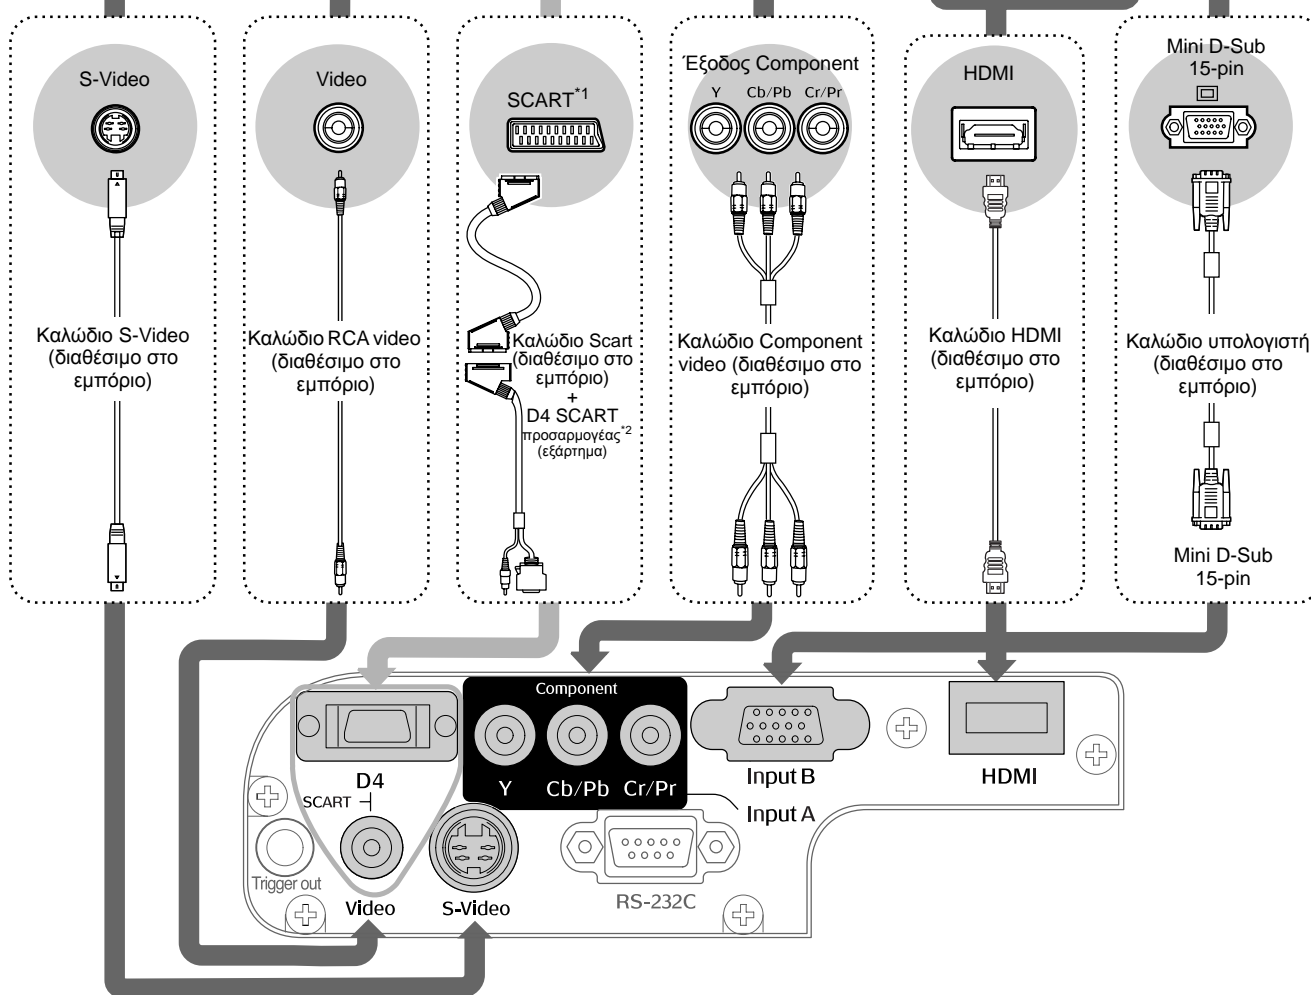 S-Video
Video
SCART*1
Έξοδος Component
Y Cb/Pb Cr/Pr
HDMI
Mini D-Sub
15-pin
Καλώδιο S-Video
(διαθέσιμο στο
εμπόριο)
Καλώδιο RCA video
(διαθέσιμο στο
εμπόριο)
Καλώδιο Scart
(διαθέσιμο στο
εμπόριο)
+
D4 SCART
προσαρμογέας*2
(εξάρτημα)
Καλώδιο Component
video (διαθέσιμο στο
εμπόριο)
Καλώδιο HDMI
(διαθέσιμο στο
εμπόριο)
Καλώδιο υπολογιστή
(διαθέσιμο στο
εμπόριο)
Mini D-Sub
15-pin
Component
Y Cb/Pb Cr/Pr
D4
SCART
Input B
Input A
HDMI
Trigger out
Video
S-Video
RS-232C